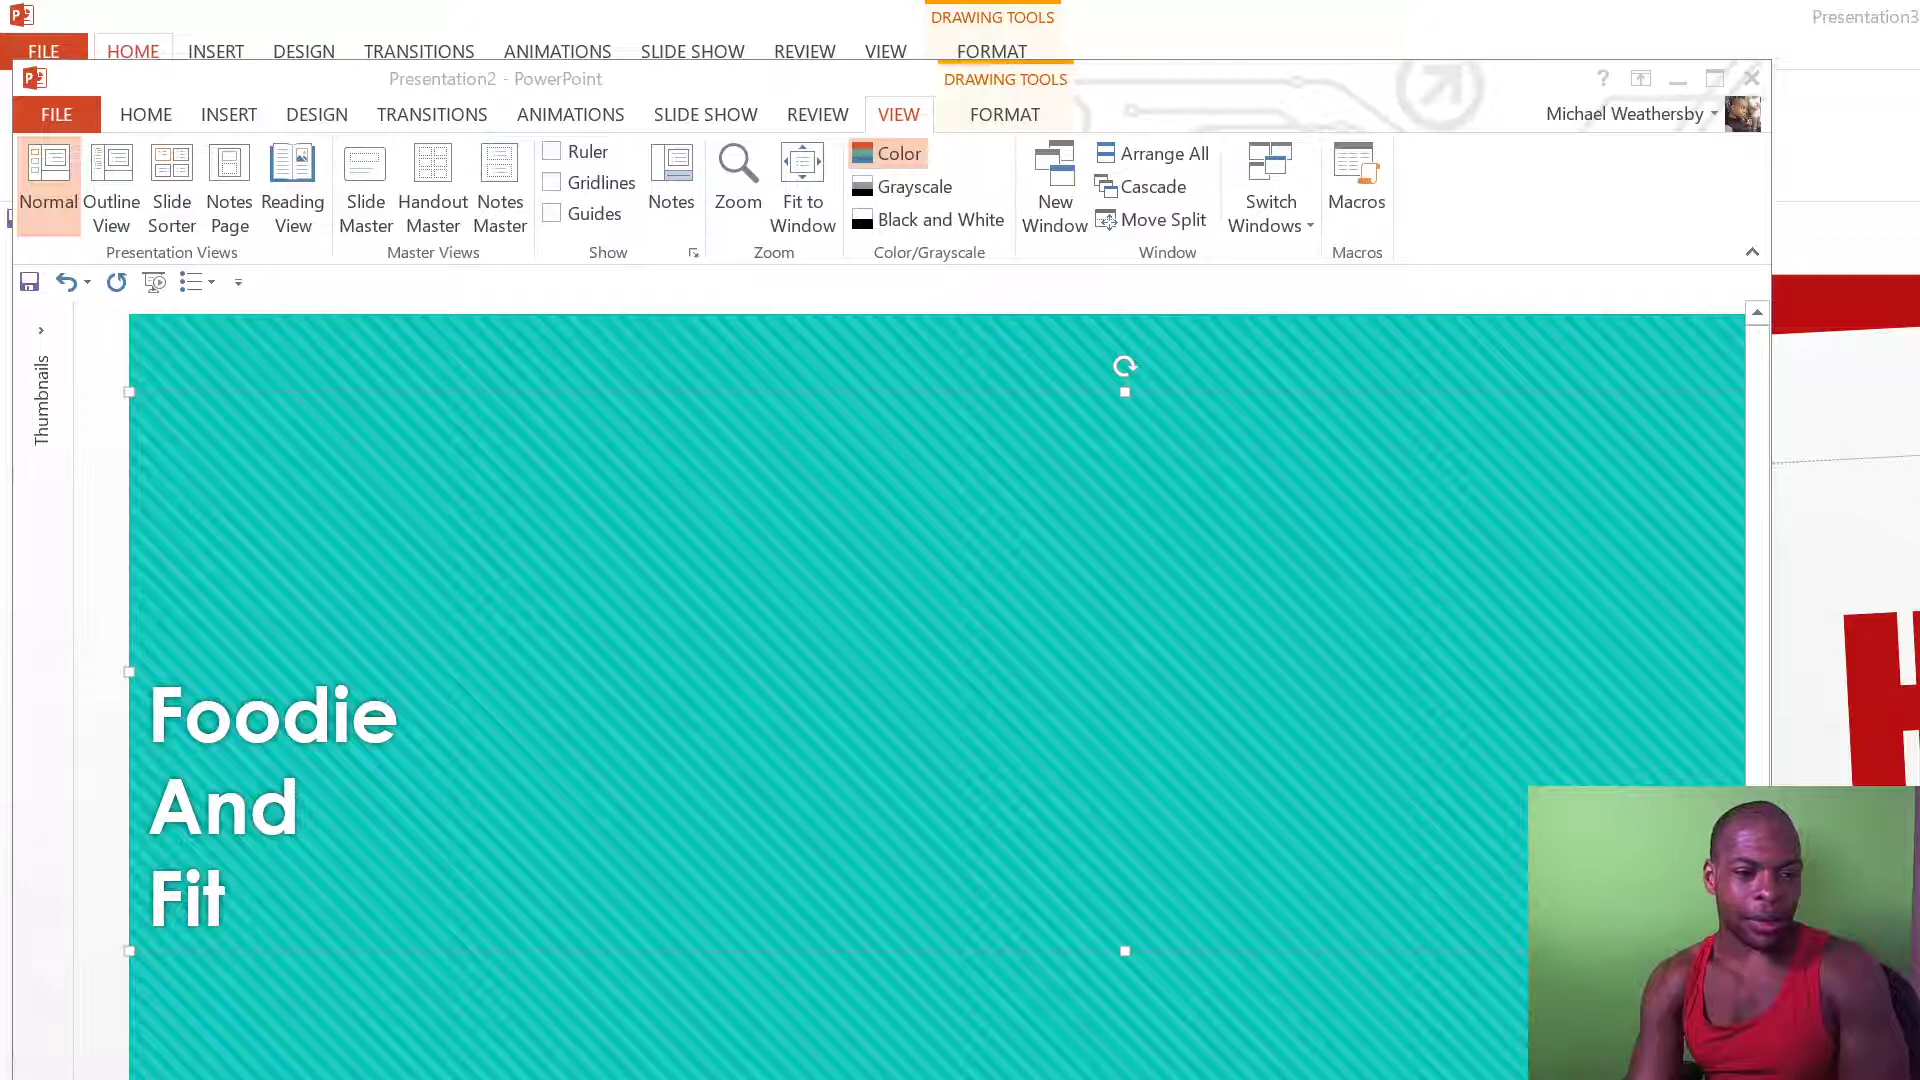 DRAWING TOOLS
Presentation3
FILE HOME INSERT DESIGN TRANSITIONS ANIMATIONS SLIDE SHOW REVIEW VIEW FORMAT
Presentation2 - PowerPoint DRAWING TOOLS ?
FILE HOME INSERT DESIGN TRANSITIONS ANIMATIONS SLIDE SHOW REVIEW VIEW FORMAT Michael Weathersby
Normal
Outline View
Slide Sorter
Notes Page
Reading View
Presentation Views
Slide Master
Handout Master
Notes Master
Master Views
Ruler
Gridlines
Guides
Notes
Show
Zoom
Fit to Window
Zoom
Color
Grayscale
Black and White
Color/Grayscale
New Window
Arrange All
Cascade
Move Split
Switch Windows
Window
Macros
Macros
Thumbnails
Foodie
And
Fit
H